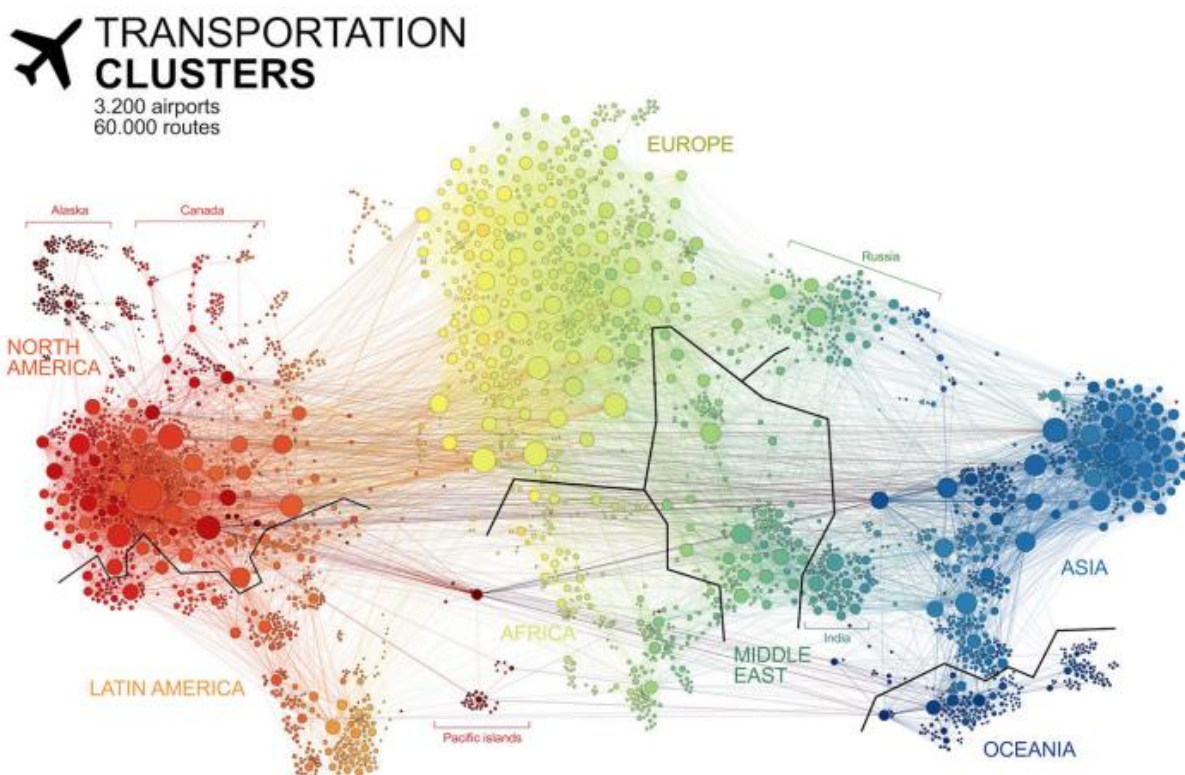 TRANSPORTATION
CLUSTERS
3.200 airports
60.000 routes
EUROPE
Alaska
Canada
Russia
NORTH
AMERICA
ASIA
AFRICA
India
MIDDLE
EAST
LATIN AMERICA
Pacific islands
OCEANIA